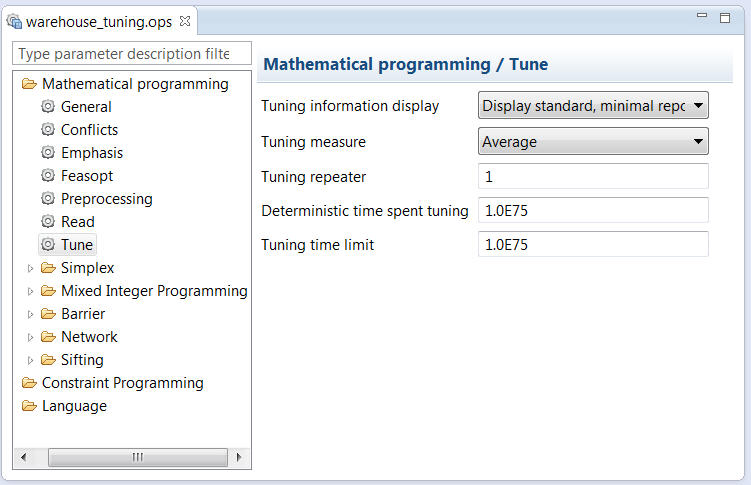 warehouse_tuning.ops
Type parameter description filte
Mathematical programming
General
Conflicts
Emphasis
Feasopt
Preprocessing
Read
Tune
Simplex
Mixed Integer Programming
Barrier
Network
Sifting
Constraint Programming
Language
Mathematical programming / Tune
Tuning information display Display standard, minimal repo
Tuning measure Average
Tuning repeater 1
Deterministic time spent tuning 1.0E75
Tuning time limit 1.0E75